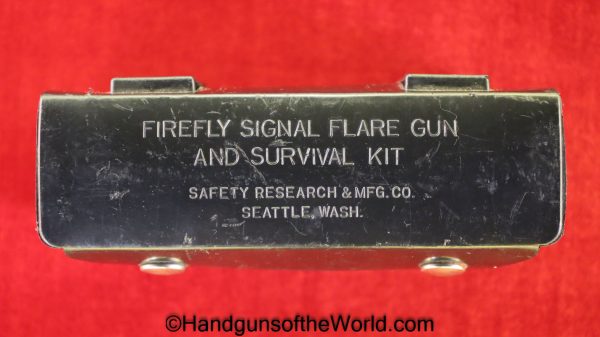 FIREFLY SIGNAL FLARE GUN
AND SURVIVAL KIT
SAFETY RESEARCH & MFG. CO.
SEATTLE, WASH.
©HandgunsoftheWorld.com